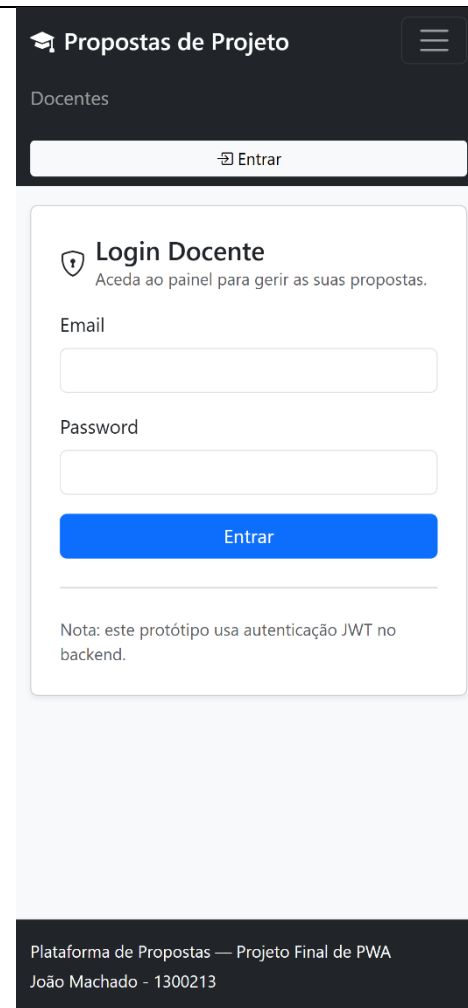 Propostas de Projeto
Docentes
Entrar
Login Docente
Aceda ao painel para gerir as suas propostas.
Email
Password
Entrar
Nota: este protótipo usa autenticação JWT no
backend.
Plataforma de Propostas — Projeto Final de PWA
João Machado - 1300213